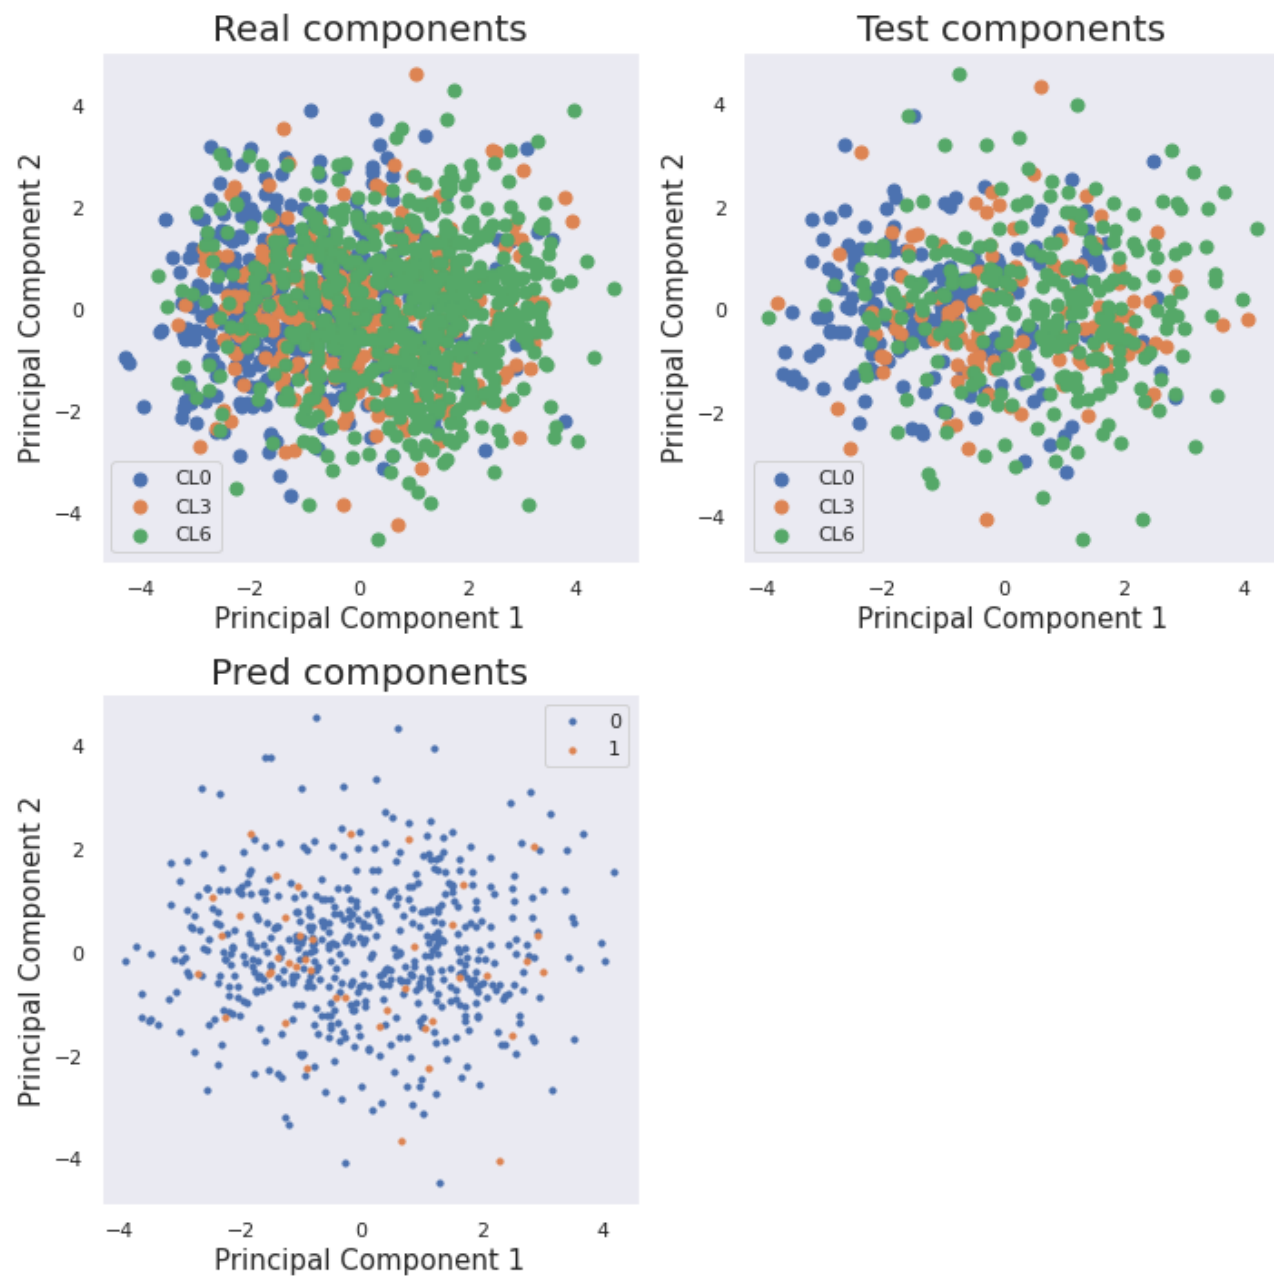 Real components
Principal Component 2
4
2
0
−2
−4
CL0
CL3
CL6
−4 −2 0 2 4
Principal Component 1
Test components
Principal Component 2
4
2
0
−2
−4
CL0
CL3
CL6
−4 −2 0 2 4
Principal Component 1
Pred components
Principal Component 2
4
2
0
−2
−4
0
1
−4 −2 0 2 4
Principal Component 1